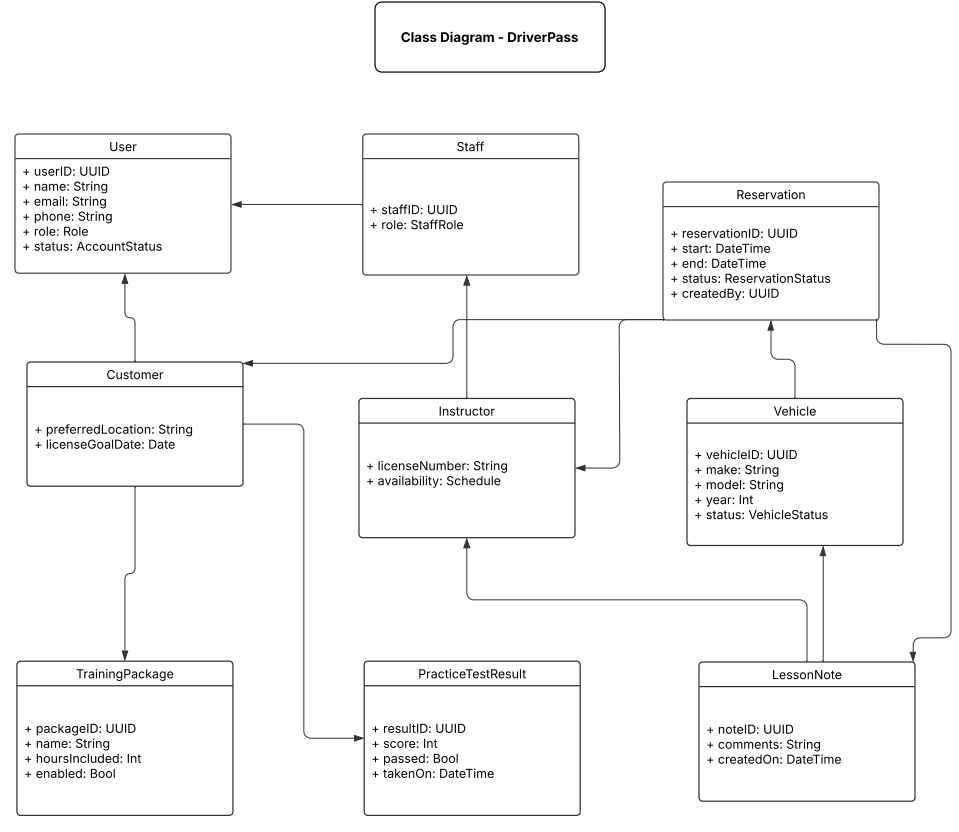 Class Diagram - DriverPass
User
+ userID: UUID
+ name: String
+ email: String
+ phone: String
+ role: Role
+ status: AccountStatus
Staff
+ staffID: UUID
+ role: StaffRole
Reservation
+ reservationID: UUID
+ start: DateTime
+ end: DateTime
+ status: ReservationStatus
+ createdBy: UUID
Customer
+ preferredLocation: String
+ licenseGoalDate: Date
Instructor
+ licenseNumber: String
+ availability: Schedule
Vehicle
+ vehicleID: UUID
+ make: String
+ model: String
+ year: Int
+ status: VehicleStatus
TrainingPackage
+ packageID: UUID
+ name: String
+ hoursIncluded: Int
+ enabled: Bool
PracticeTestResult
+ resultID: UUID
+ score: Int
+ passed: Bool
+ takenOn: DateTime
LessonNote
+ noteID: UUID
+ comments: String
+ createdOn: DateTime